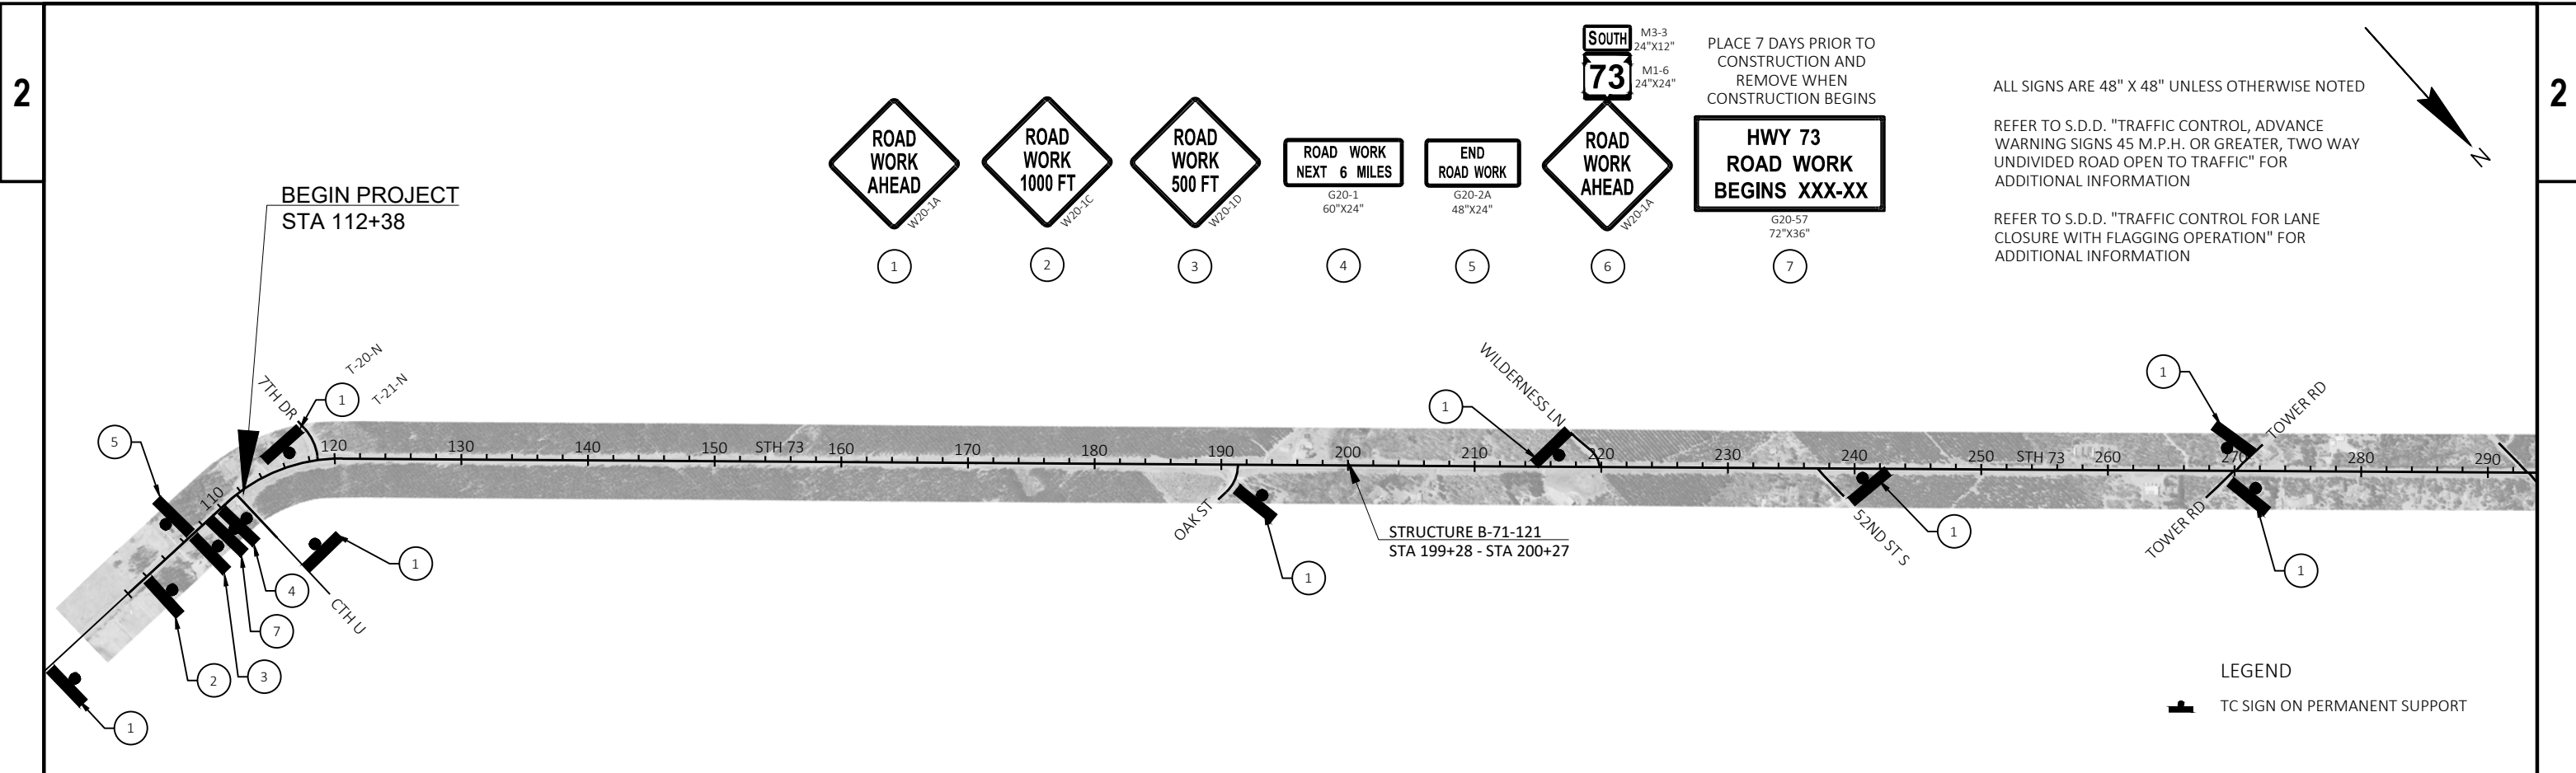 2
2
SOUTH
M3-3
24"X12"
73
M1-6
24"X24"
PLACE 7 DAYS PRIOR TO
CONSTRUCTION AND
REMOVE WHEN
CONSTRUCTION BEGINS
ROAD
WORK
AHEAD
W20-1A
1
ROAD
WORK
1000 FT
W20-1C
2
ROAD
WORK
500 FT
W20-1D
3
ROAD WORK
NEXT 6 MILES
G20-1
60"X24"
4
END
ROAD WORK
G20-2A
48"X24"
5
ROAD
WORK
AHEAD
W20-1A
6
HWY 73
ROAD WORK
BEGINS XXX-XX
G20-57
72"X36"
7
ALL SIGNS ARE 48" X 48" UNLESS OTHERWISE NOTED
REFER TO S.D.D. "TRAFFIC CONTROL, ADVANCE
WARNING SIGNS 45 M.P.H. OR GREATER, TWO WAY
UNDIVIDED ROAD OPEN TO TRAFFIC" FOR
ADDITIONAL INFORMATION
REFER TO S.D.D. "TRAFFIC CONTROL FOR LANE
CLOSURE WITH FLAGGING OPERATION" FOR
ADDITIONAL INFORMATION
N
BEGIN PROJECT
STA 112+38
7TH DR
T-20-N
T-21-N
1
5
110
120
130
140
150
STH 73
160
170
180
190
200
210
220
230
240
250
STH 73
260
270
280
290
1
WILDERNESS LN
1
TOWER RD
OAK ST
1
STRUCTURE B-71-121
STA 199+28 - STA 200+27
52ND ST S
1
TOWER RD
1
CTH U
1
4
7
3
2
1
LEGEND
TC SIGN ON PERMANENT SUPPORT